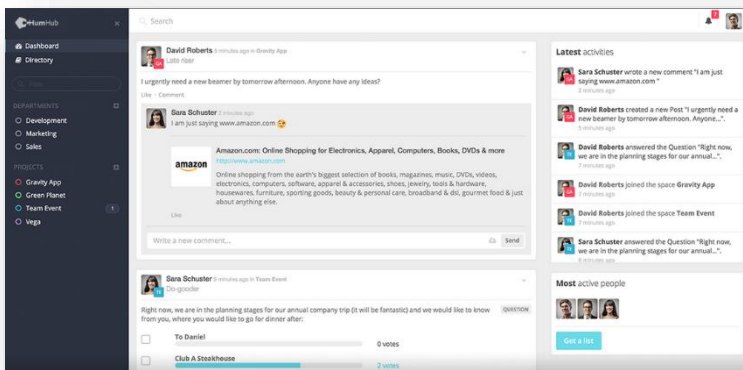 HumHub
Search
7
Dashboard
Directory
DEPARTMENTS
Development
Marketing
Sales
PROJECTS
Gravity App
Green Planet
Team Event
1
Vega
David Roberts 5 minutes ago in Gravity App
GA
Late riser
I urgently need a new beamer by tomorrow afternoon. Anyone have any ideas?
Like · Comment
Sara Schuster 2 minutes ago
I am just saying www.amazon.com
amazon
Amazon.com: Online Shopping for Electronics, Apparel, Computers, Books, DVDs & more
http://www.amazon.com
Online shopping from the earth's biggest selection of books, magazines, music, DVDs, videos,
electronics, computers, software, apparel & accessories, shoes, jewelry, tools & hardware,
housewares, furniture, sporting goods, beauty & personal care, broadband & dsl, gourmet food & just
about anything else.
Like
Write a new comment...
Send
Sara Schuster 9 minutes ago in Team Event
TE
Do-gooder
Right now, we are in the planning stages for our annual company trip (it will be fantastic) and we would like to know
from you, where you would like to go for dinner after:
QUESTION
To Daniel
0 votes
Club A Steakhouse
2 votes
Latest activities
Sara Schuster wrote a new comment "I am just
saying www.amazon.com "
GA
2 minutes ago
David Roberts created a new Post "I urgently need a
new beamer by tomorrow afternoon. Anyone...".
GA
5 minutes ago
David Roberts answered the Question "Right now,
we are in the planning stages for our annual...".
TE
7 minutes ago
David Roberts joined the space Gravity App
GA
7 minutes ago
David Roberts joined the space Team Event
TE
7 minutes ago
Sara Schuster answered the Question "Right now,
we are in the planning stages for our annual...".
TE
8 minutes ago
Most active people
Get a list